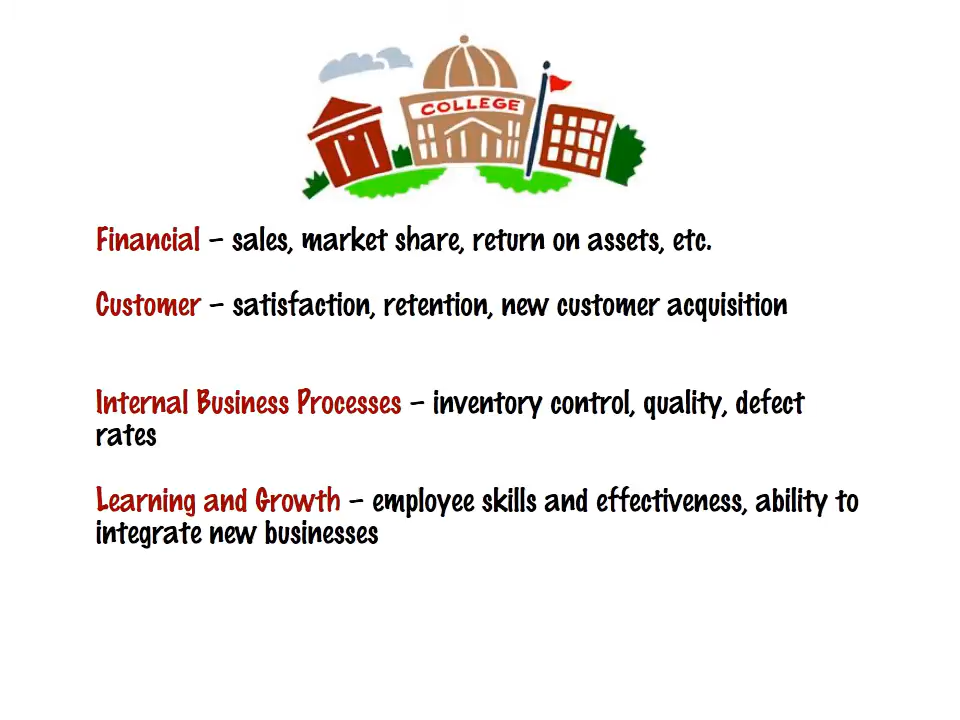 COLLEGE
Financial – sales, market share, return on assets, etc.
Customer – satisfaction, retention, new customer acquisition
Internal Business Processes – inventory control, quality, defect
rates
Learning and Growth – employee skills and effectiveness, ability to
integrate new businesses